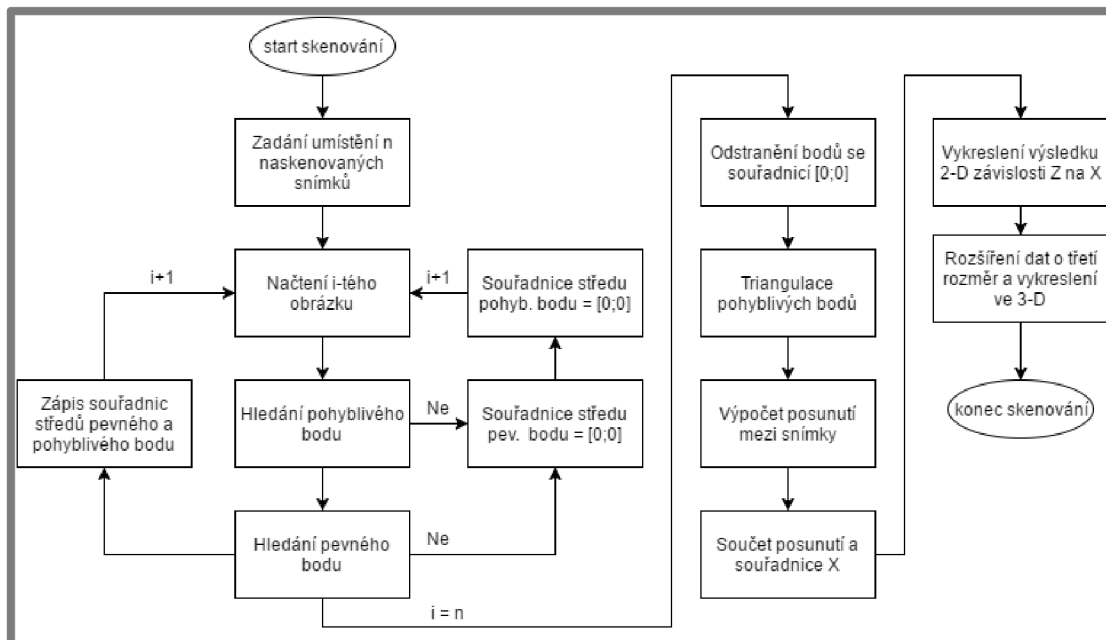 start skenování
Zadání umístění n
naskenovaných
snímků
i+1
Načtení i-tého
obrázku
i+1
Souřadnice středu
pohyb. bodu = [0;0]
Zápis souřadnic
středů pevného a
pohyblivého bodu
Hledání pohyblivého
bodu
Ne
Souřadnice středu
pev. bodu = [0;0]
Hledání pevného
bodu
Ne
i = n
Odstranění bodů se
souřadnicí [0;0]
Triangulace
pohyblivých bodů
Výpočet posunutí
mezi snímky
Součet posunutí a
souřadnice X
Vykreslení výsledku
2-D závislosti Z na X
Rozšíření dat o třetí
rozměr a vykreslení
ve 3-D
konec skenování